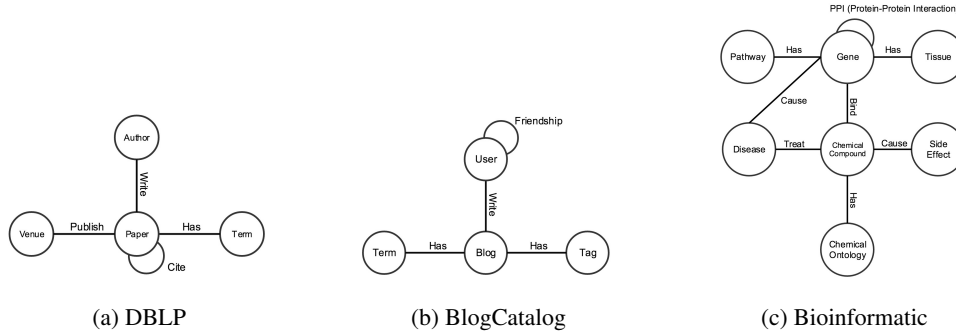 Author
Write
Venue
Publish
Paper
Has
Term
Cite
(a) DBLP
Friendship
User
Write
Term
Has
Blog
Has
Tag
(b) BlogCatalog
PPI (Protein-Protein Interaction
Pathway
Has
Gene
Has
Tissue
Cause
Bind
Disease
Treat
Chemical
Compound
Cause
Side
Effect
Has
Chemical
Ontology
(c) Bioinformatic